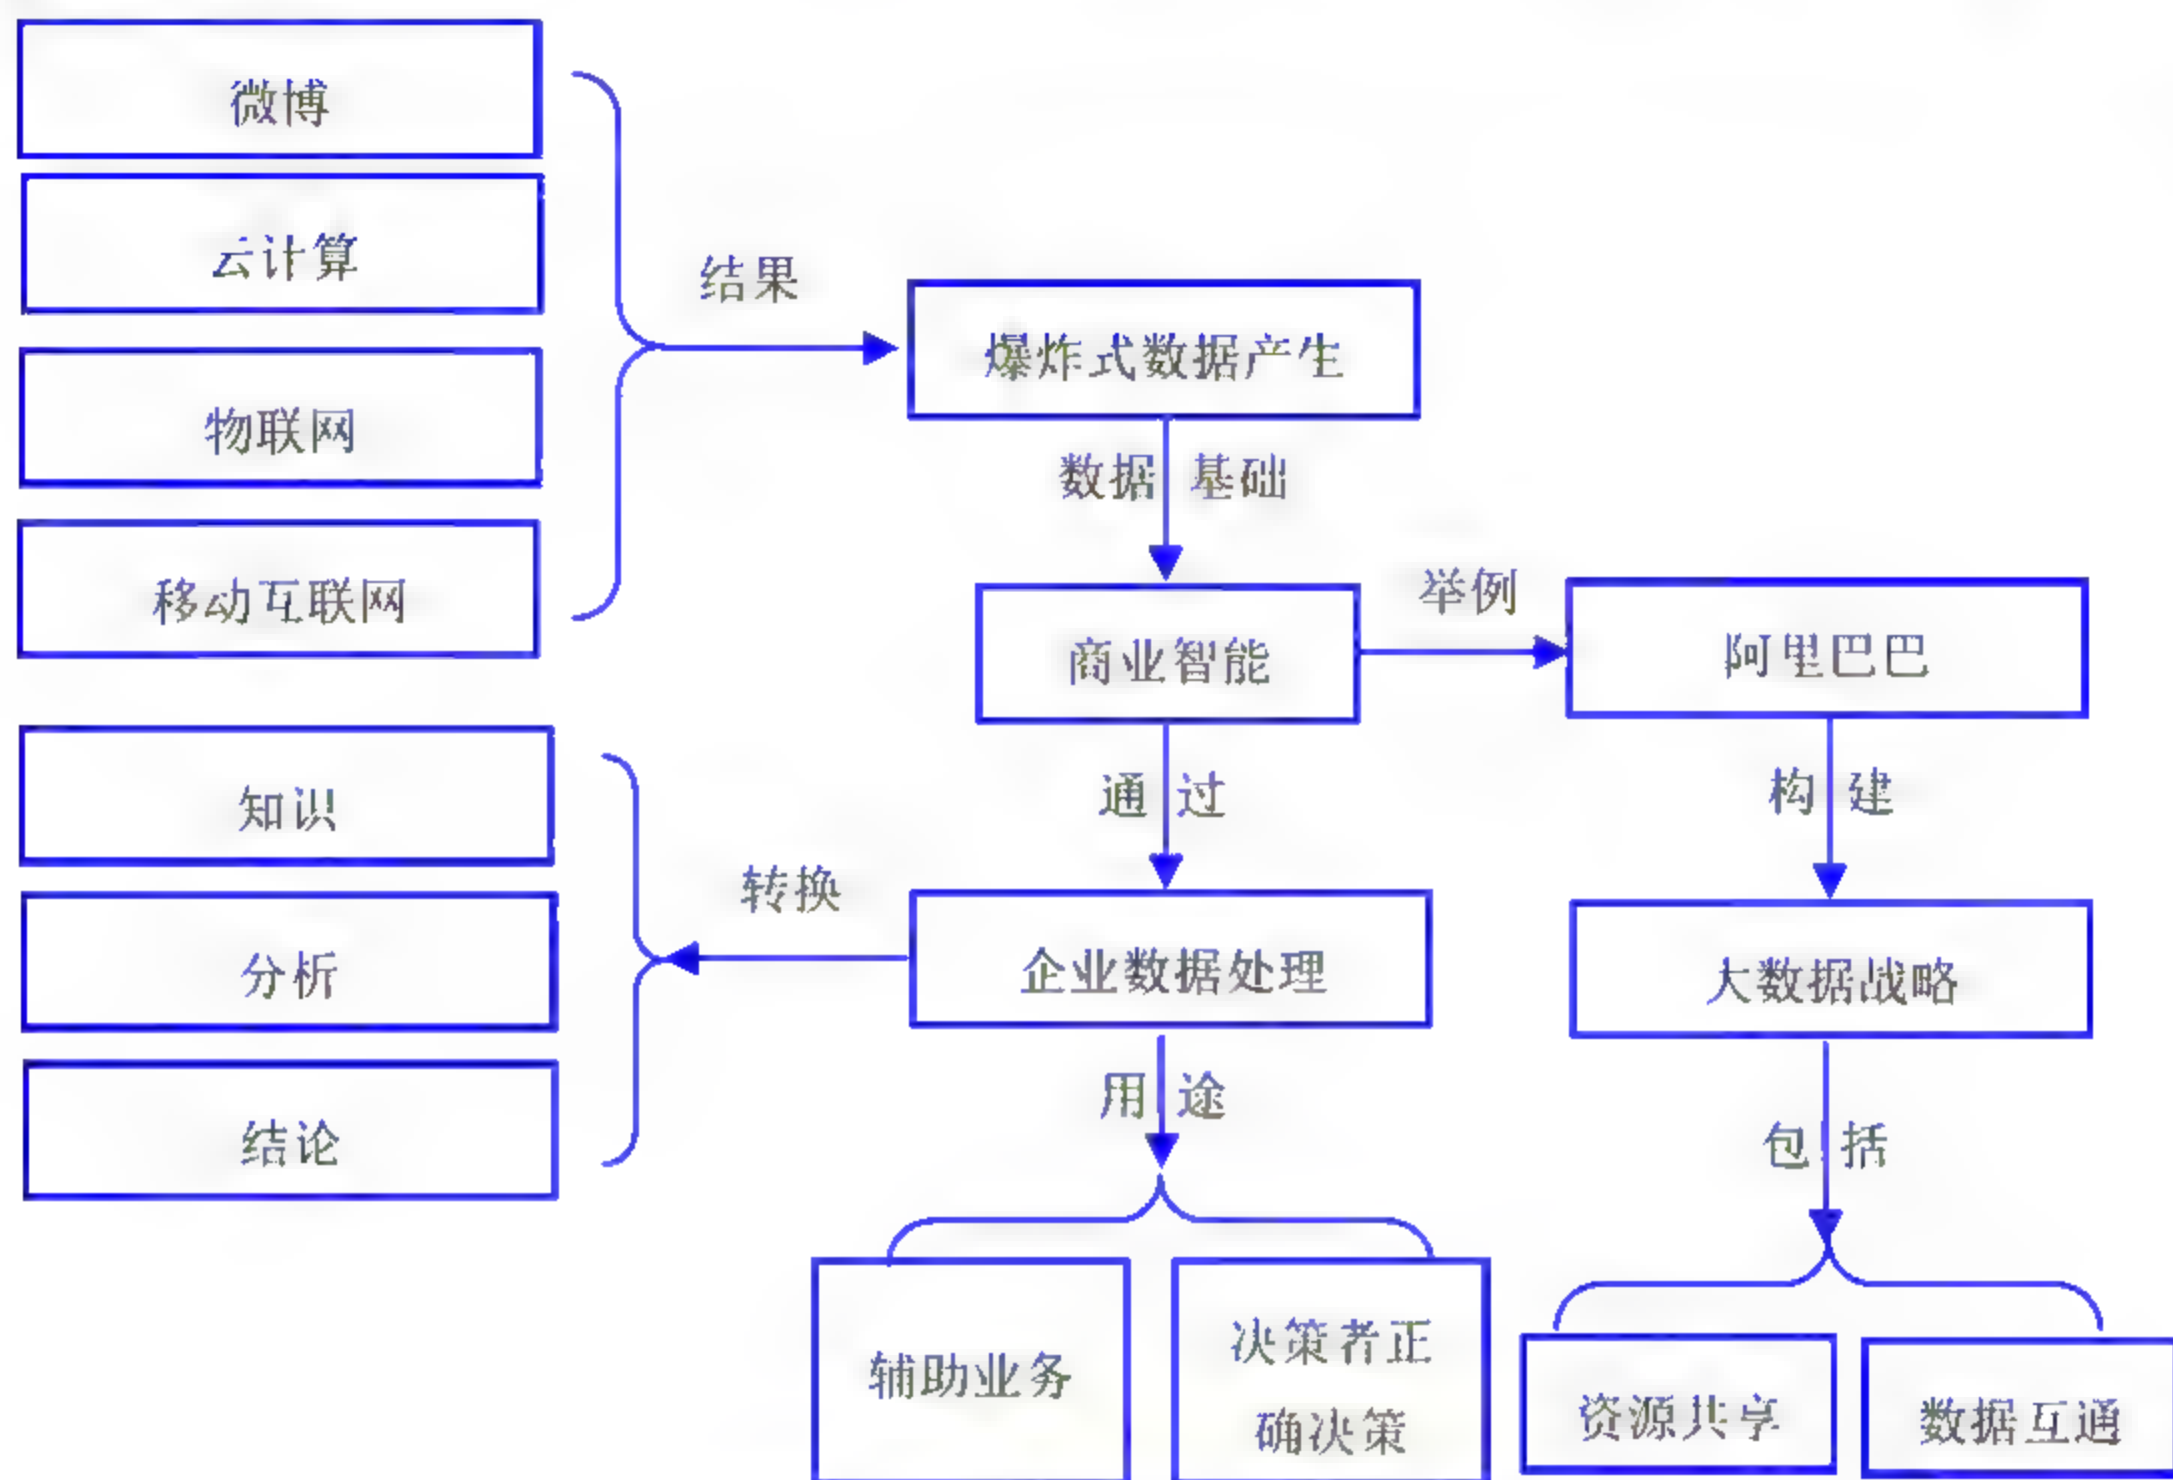 微博
云计算
物联网
移动互联网
结果
爆炸式数据产生
数据 基础
商业智能
举例
阿里巴巴
通 过
构 建
知识
分析
结论
转换
企业数据处理
大数据战略
用 途
包 括
辅助业务
决策者正
确决策
资源共享
数据互通